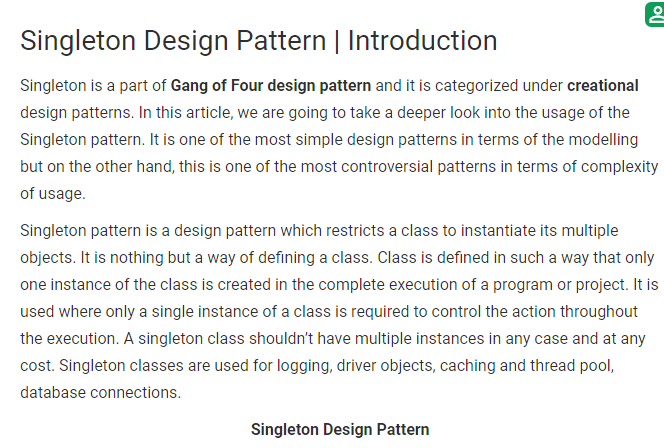 Singleton Design Pattern | Introduction
Singleton is a part of Gang of Four design pattern and it is categorized under creational
design patterns. In this article, we are going to take a deeper look into the usage of the
Singleton pattern. It is one of the most simple design patterns in terms of the modelling
but on the other hand, this is one of the most controversial patterns in terms of complexity
of usage.
Singleton pattern is a design pattern which restricts a class to instantiate its multiple
objects. It is nothing but a way of defining a class. Class is defined in such a way that only
one instance of the class is created in the complete execution of a program or project. It is
used where only a single instance of a class is required to control the action throughout
the execution. A singleton class shouldn’t have multiple instances in any case and at any
cost. Singleton classes are used for logging, driver objects, caching and thread pool,
database connections.
Singleton Design Pattern